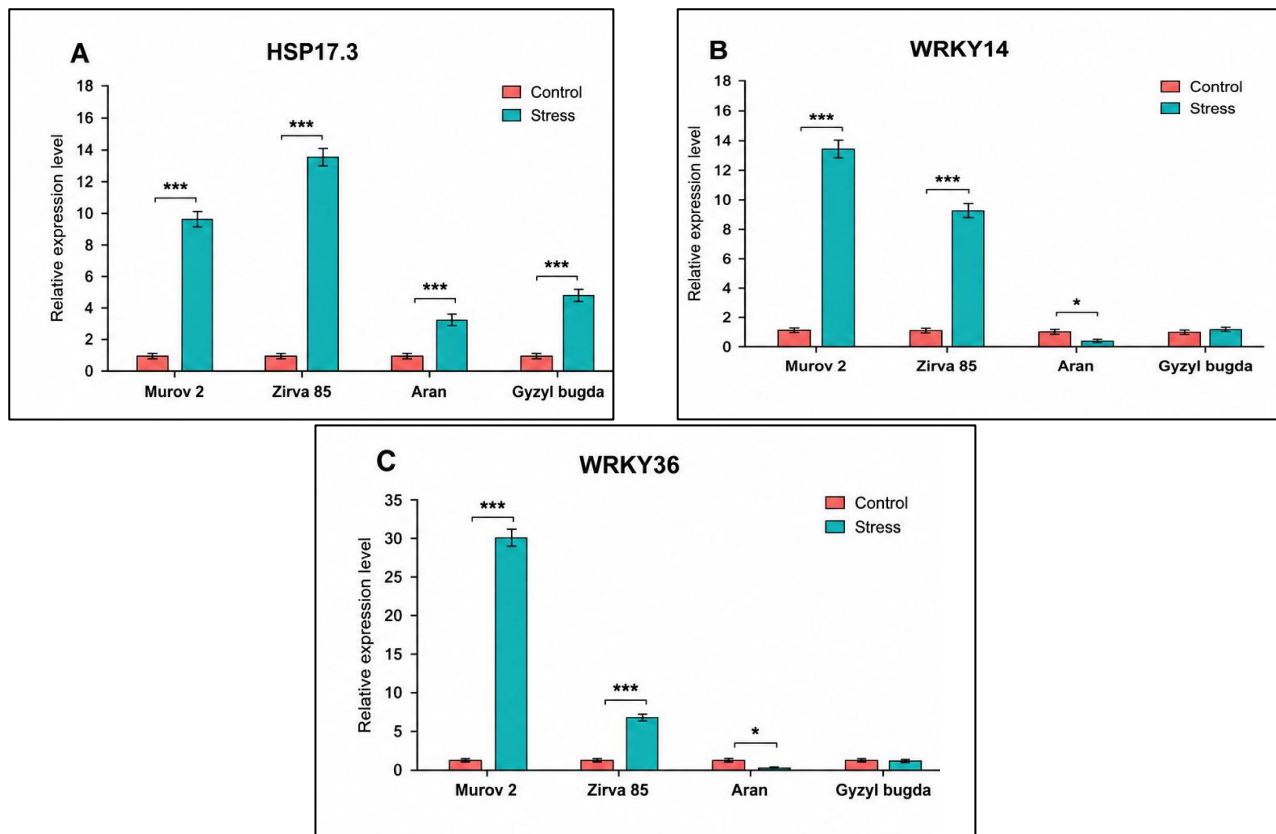 A
HSP17.3
Relative expression level
18
16
14
12
10
8
6
4
2
0
Control
Stress
***
***
***
***
Murov 2
Zirva 85
Aran
Gyzyl bugda
B
WRKY14
Relative expression level
18
16
14
12
10
8
6
4
2
0
Control
Stress
***
***
*
Murov 2
Zirva 85
Aran
Gyzyl bugda
C
WRKY36
Relative expression level
35
30
25
20
15
10
5
0
Control
Stress
***
***
*
Murov 2
Zirva 85
Aran
Gyzyl bugda